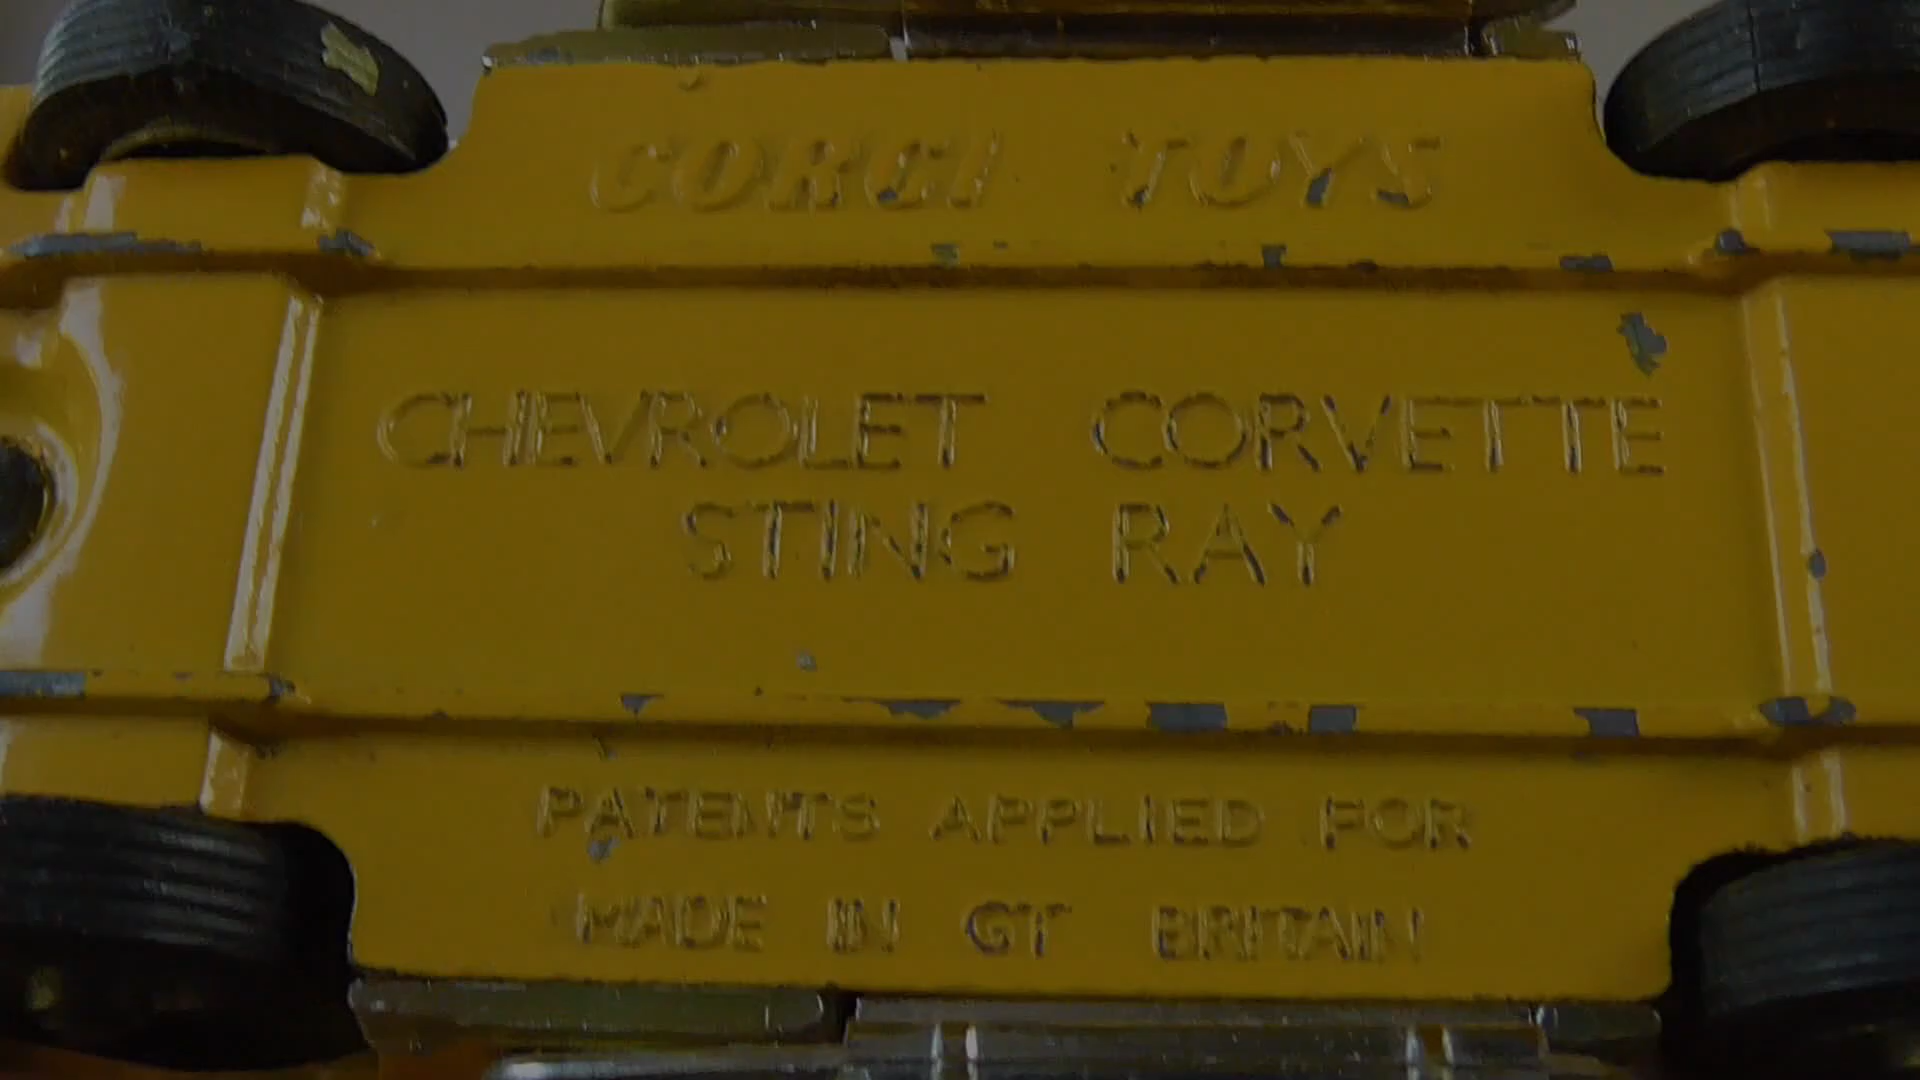 CORGI TOYS
CHEVROLET CORVETTE
STING RAY
PATENTS APPLIED FOR
MADE IN GT BRITAIN